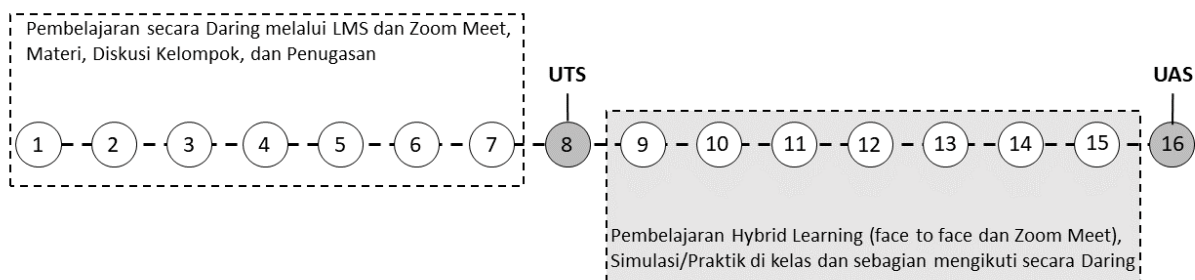 Pembelajaran secara Daring melalui LMS dan Zoom Meet,
Materi, Diskusi Kelompok, dan Penugasan
UTS
UAS
1 2 3 4 5 6 7 8 9 10 11 12 13 14 15 16
Pembelajaran Hybrid Learning (face to face dan Zoom Meet),
Simulasi/Praktik di kelas dan sebagian mengikuti secara Daring